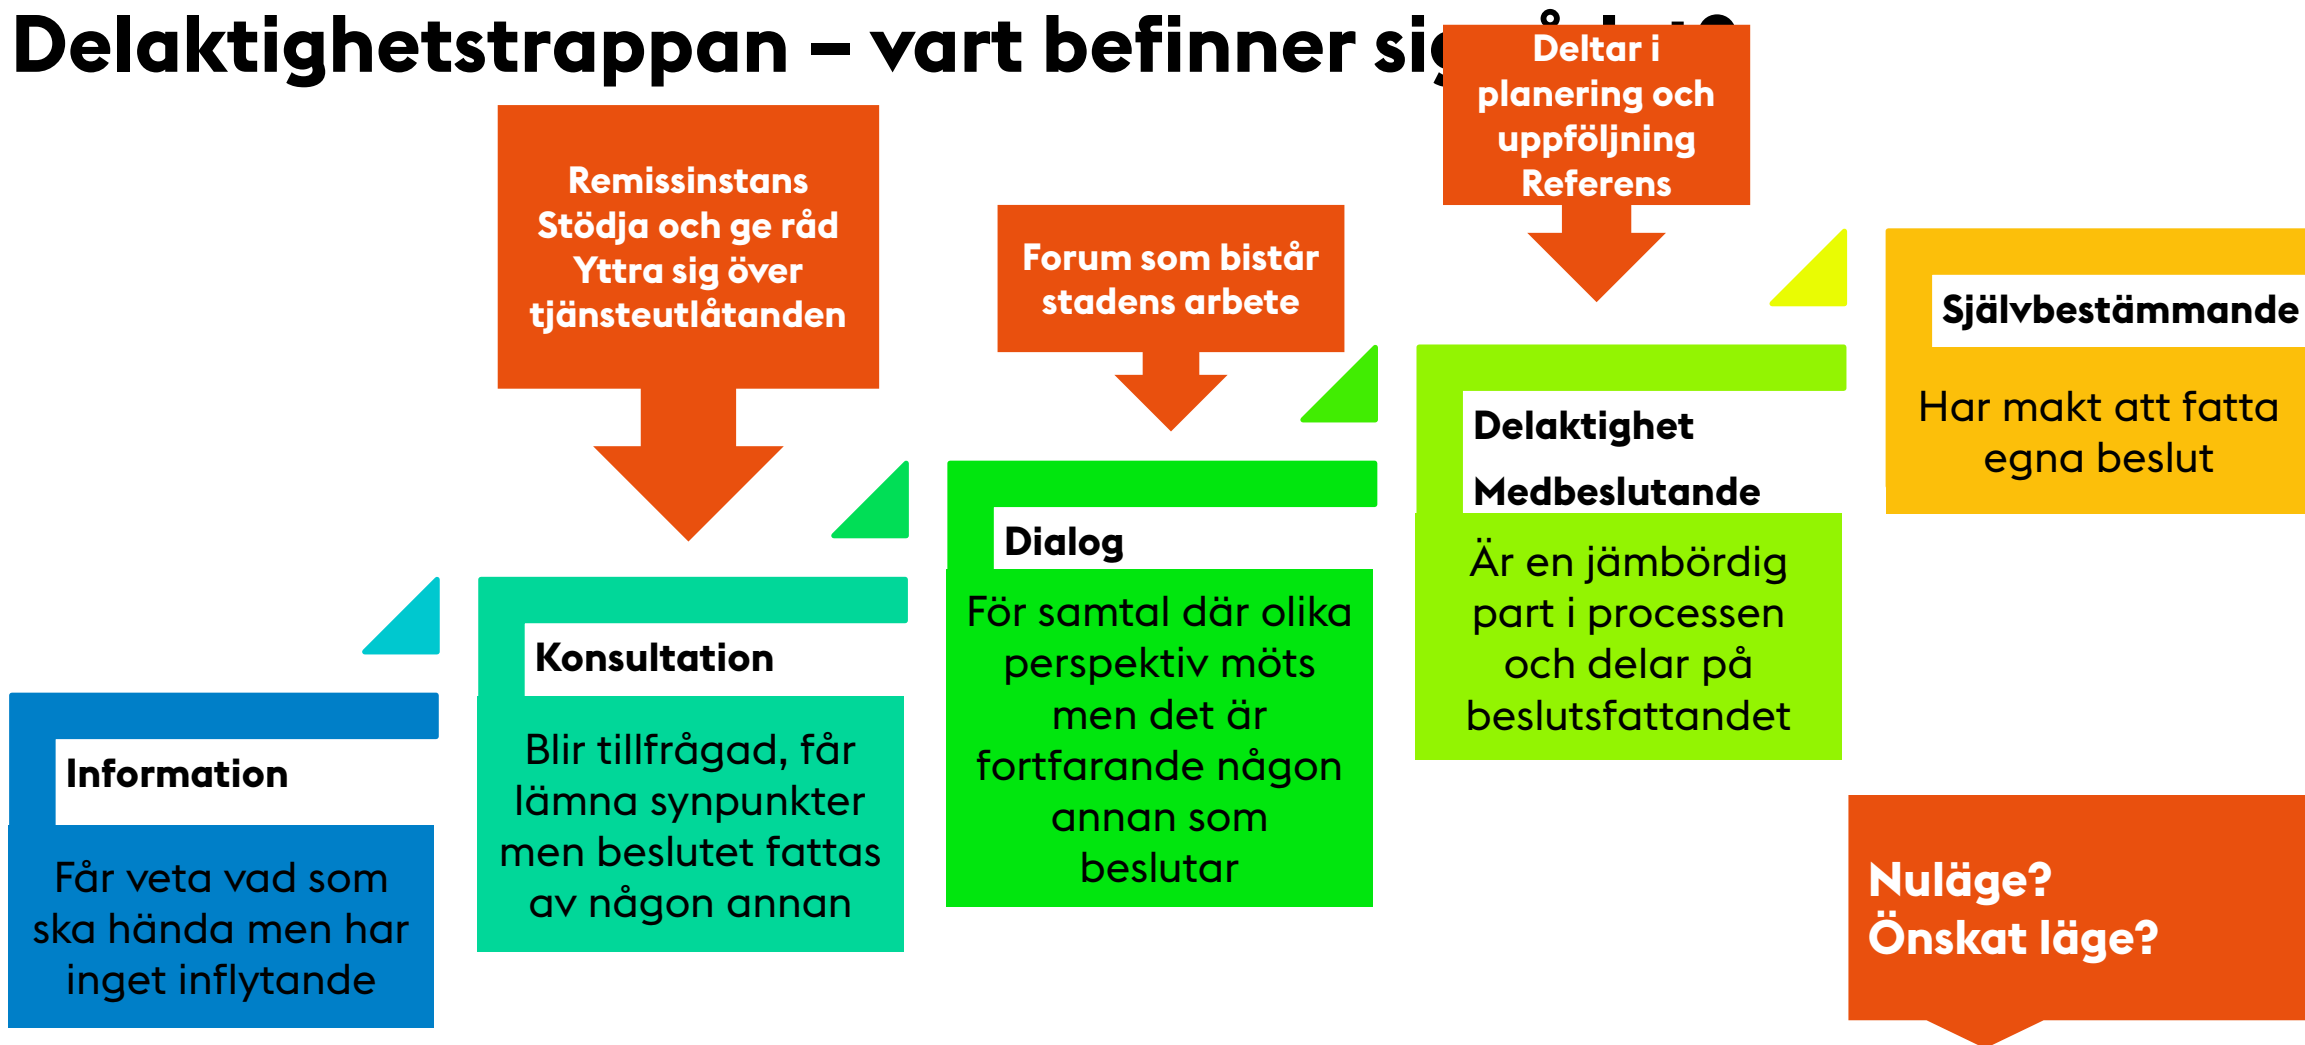 Delaktighetstrappan – vart befinner sig
Deltar i
planering och
uppföljning
Referens
Remissinstans
Stödja och ge råd
Yttra sig över
tjänsteutlåtanden
Forum som bistår
stadens arbete
Självbestämmande
Har makt att fatta
egna beslut
Delaktighet
Medbeslutande
Är en jämbördig
part i processen
och delar på
beslutsfattandet
Dialog
För samtal där olika
perspektiv möts
men det är
fortfarande någon
annan som
beslutar
Konsultation
Blir tillfrågad, får
lämna synpunkter
men beslutet fattas
av någon annan
Information
Får veta vad som
ska hända men har
inget inflytande
Nuläge?
Önskat läge?